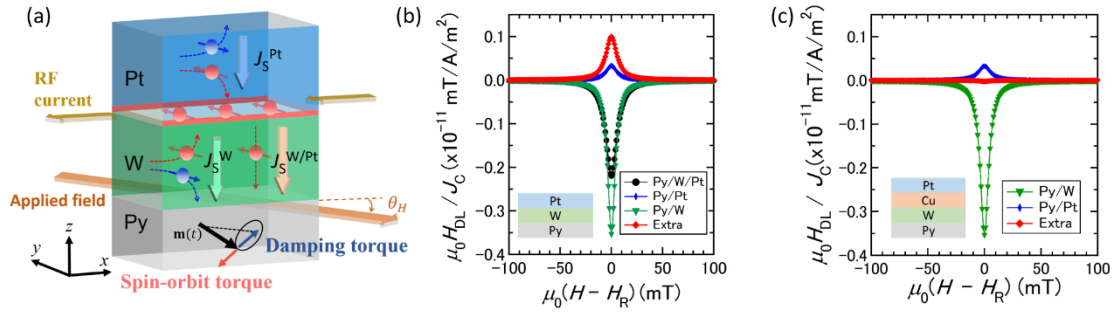 (a)
Pt
J_S^Pt
RF
current
W
J_S^W
J_S^W/Pt
Applied field
θ_H
Py
m(t)
Damping torque
Spin-orbit torque
z
y
x
(b)
μ₀H_DL / J_C (x10⁻¹¹ mT/A/m²)
0.1
0.0
−0.1
−0.2
−0.3
−0.4
Pt
W
Py
Py/W/Pt
Py/Pt
Py/W
Extra
−100
−50
0
50
100
μ₀(H − H_R) (mT)
(c)
μ₀H_DL / J_C (x10⁻¹¹ mT/A/m²)
0.1
0.0
−0.1
−0.2
−0.3
−0.4
Pt
Cu
W
Py
Py/W
Py/Pt
Extra
−100
−50
0
50
100
μ₀(H − H_R) (mT)